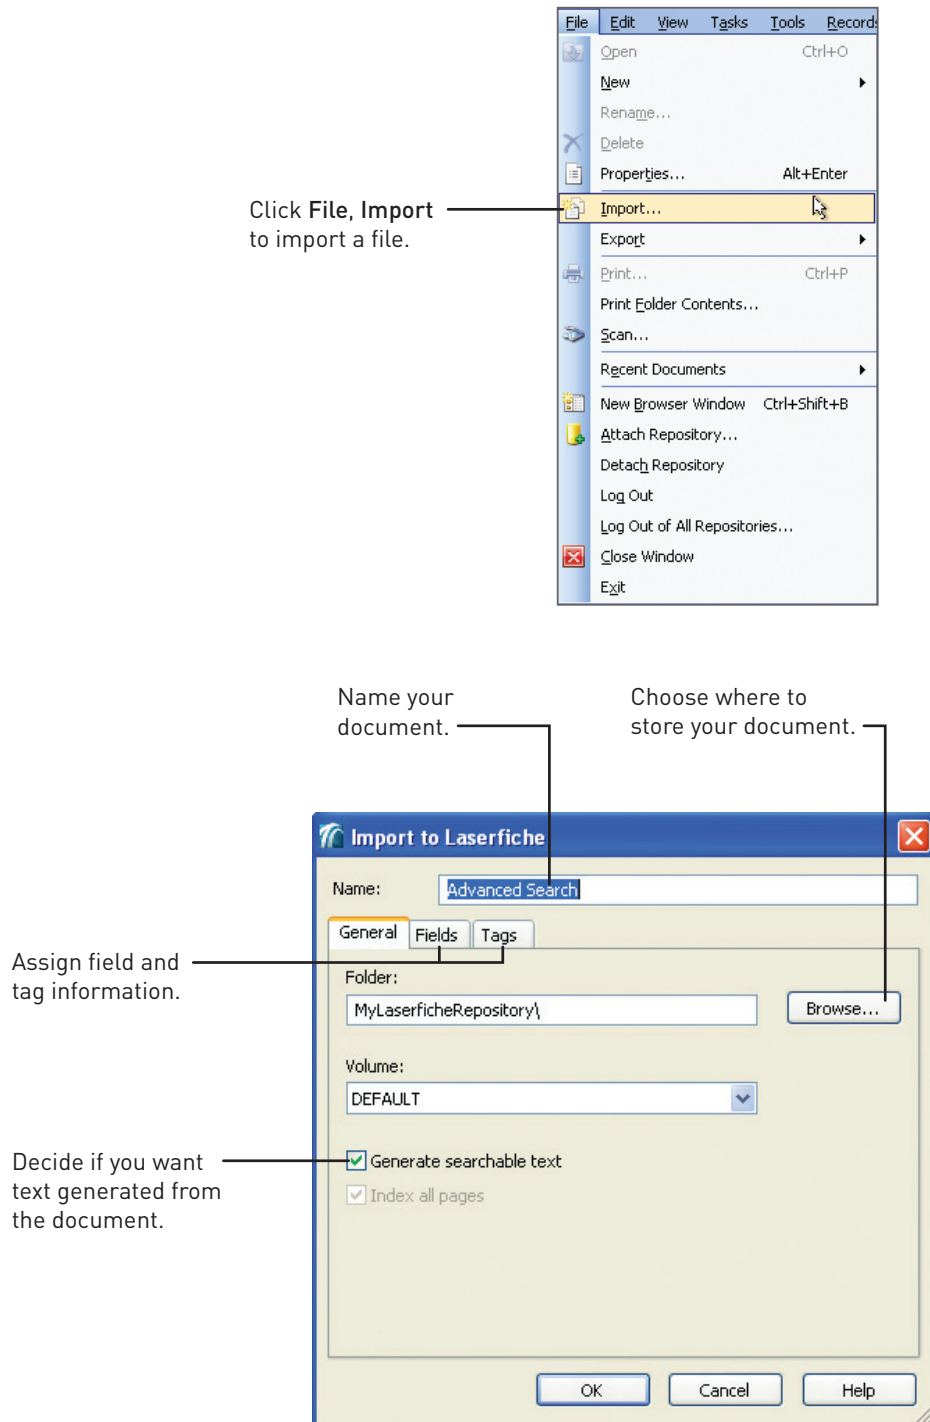 File Edit View Tasks Tools Record
Open Ctrl+O
New
Rename...
Delete
Properties... Alt+Enter
Click File, Import
to import a file.
Import...
Export
Print... Ctrl+P
Print Folder Contents...
Scan...
Recent Documents
New Browser Window Ctrl+Shift+B
Attach Repository...
Detach Repository
Log Out
Log Out of All Repositories...
Close Window
Exit
Name your
document.
Choose where to
store your document.
Import to Laserfiche
Name: Advanced Search
General Fields Tags
Assign field and
tag information.
Folder:
MyLaserficheRepository\ Browse...
Volume:
DEFAULT
Decide if you want
text generated from
the document.
Generate searchable text
Index all pages
OK Cancel Help